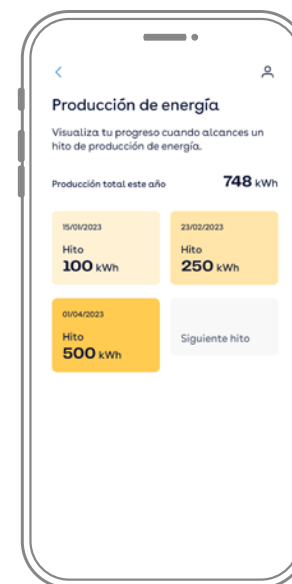 Producción de energía
Visualiza tu progreso cuando alcances un
hito de producción de energía.
Producción total este año 748 kWh
15/01/2023
Hito
100 kWh
23/02/2023
Hito
250 kWh
01/04/2023
Hito
500 kWh
Siguiente hito